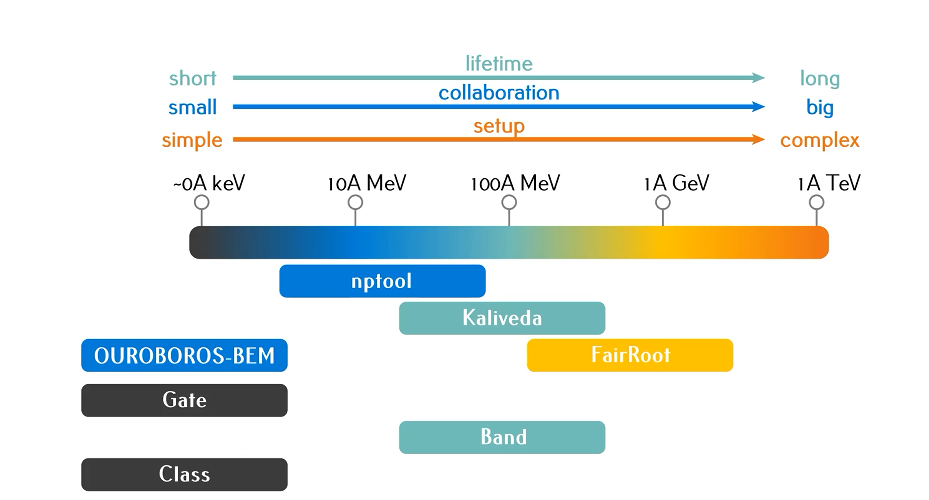 lifetime
short long
collaboration
small big
setup
simple complex
~0A keV 10A MeV 100A MeV 1A GeV 1A TeV
nptool
Kaliveda
OUROBOROS-BEM FairRoot
Gate
Band
Class